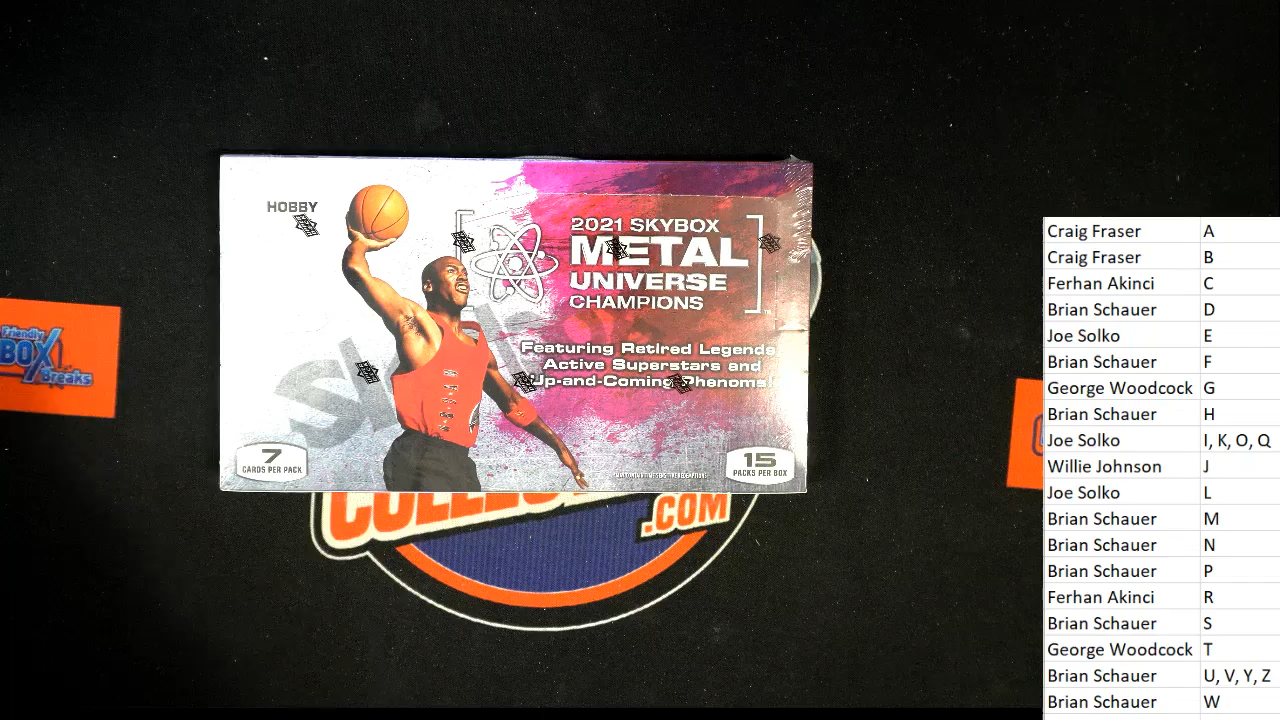 HOBBY
2021 SKYBOX
METAL
UNIVERSE
CHAMPIONS
Featuring Retired Legends
Active Superstars and
Up-and-Coming Phenoms!
7
CARDS PER PACK
15
PACKS PER BOX
.COM
Friendly
BOX
Breaks
Craig Fraser A
Craig Fraser B
Ferhan Akinci C
Brian Schauer D
Joe Solko E
Brian Schauer F
George Woodcock G
Brian Schauer H
Joe Solko I, K, O, Q
Willie Johnson J
Joe Solko L
Brian Schauer M
Brian Schauer N
Brian Schauer P
Ferhan Akinci R
Brian Schauer S
George Woodcock T
Brian Schauer U, V, Y, Z
Brian Schauer W